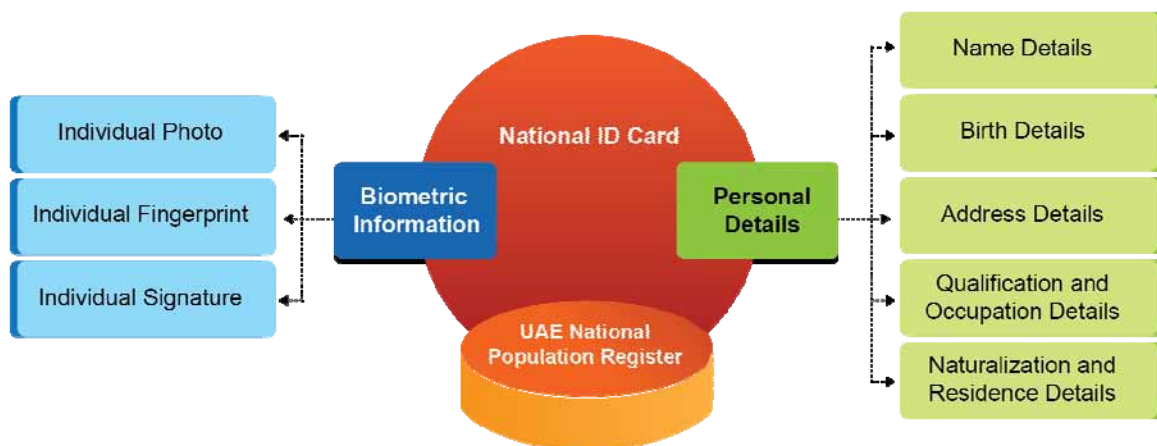 Individual Photo
Individual Fingerprint
Individual Signature
Biometric
Information
National ID Card
UAE National
Population Register
Personal
Details
Name Details
Birth Details
Address Details
Qualification and
Occupation Details
Naturalization and
Residence Details